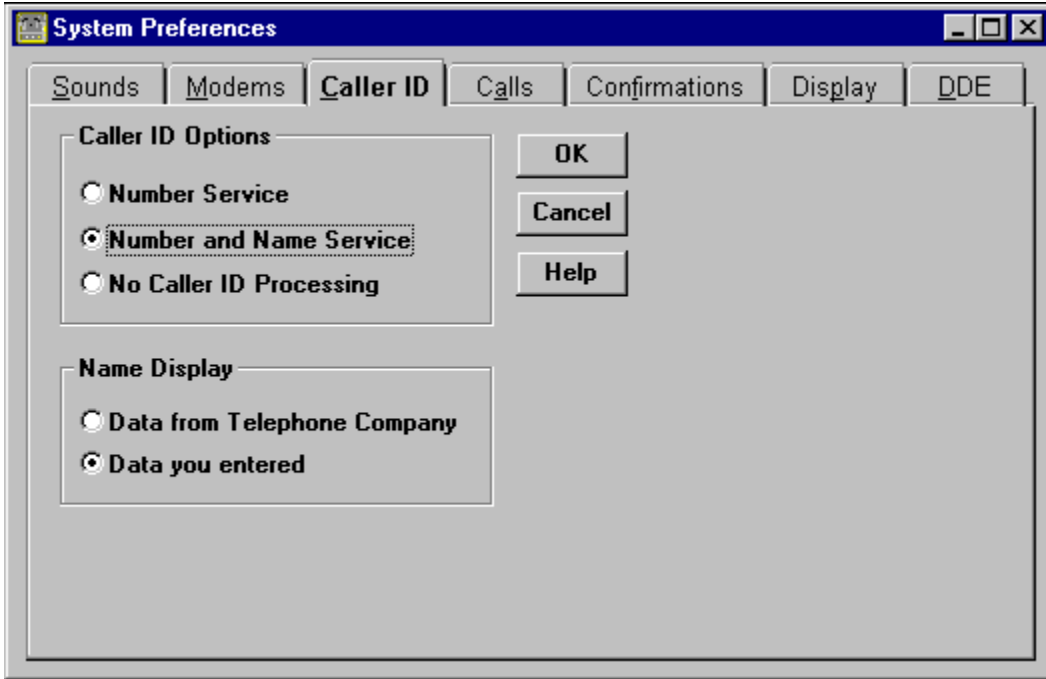 System Preferences
Sounds Modems Caller ID Calls Confirmations Display DDE
Caller ID Options
Number Service
Number and Name Service
No Caller ID Processing
OK
Cancel
Help
Name Display
Data from Telephone Company
Data you entered